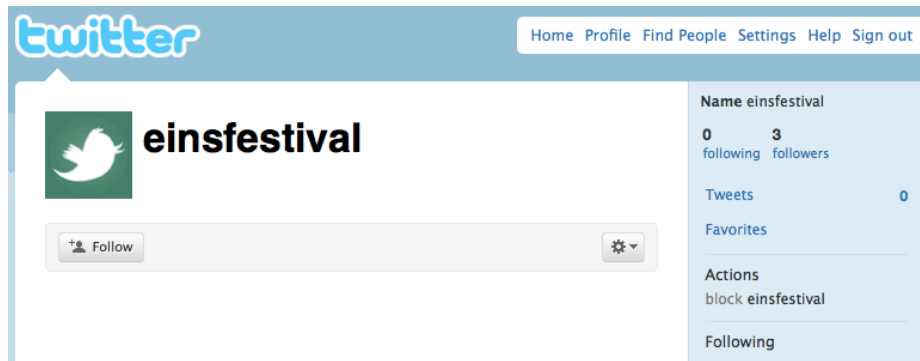 twitter
Home Profile Find People Settings Help Sign out
einsfestival
Follow
Name einsfestival
0 3
following followers
Tweets 0
Favorites
Actions
block einsfestival
Following